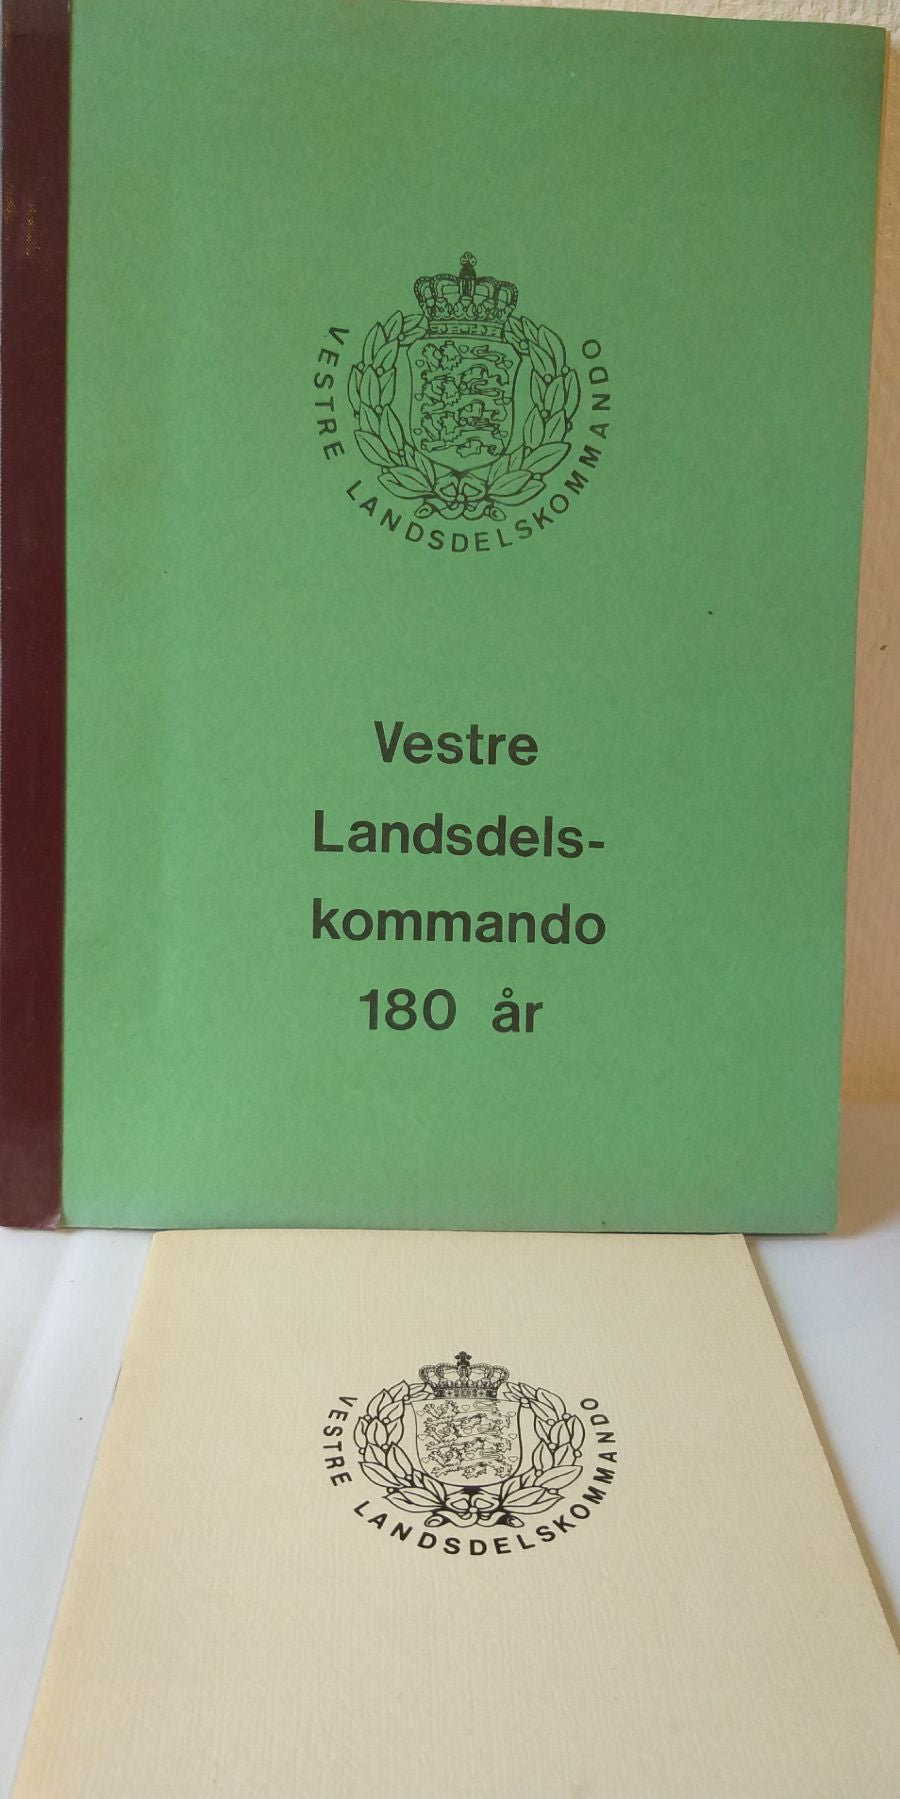 VESTRE LANDSDELSKOMMANDO
Vestre
Landsdels-
kommando
180 år
VESTRE LANDSDELSKOMMANDO